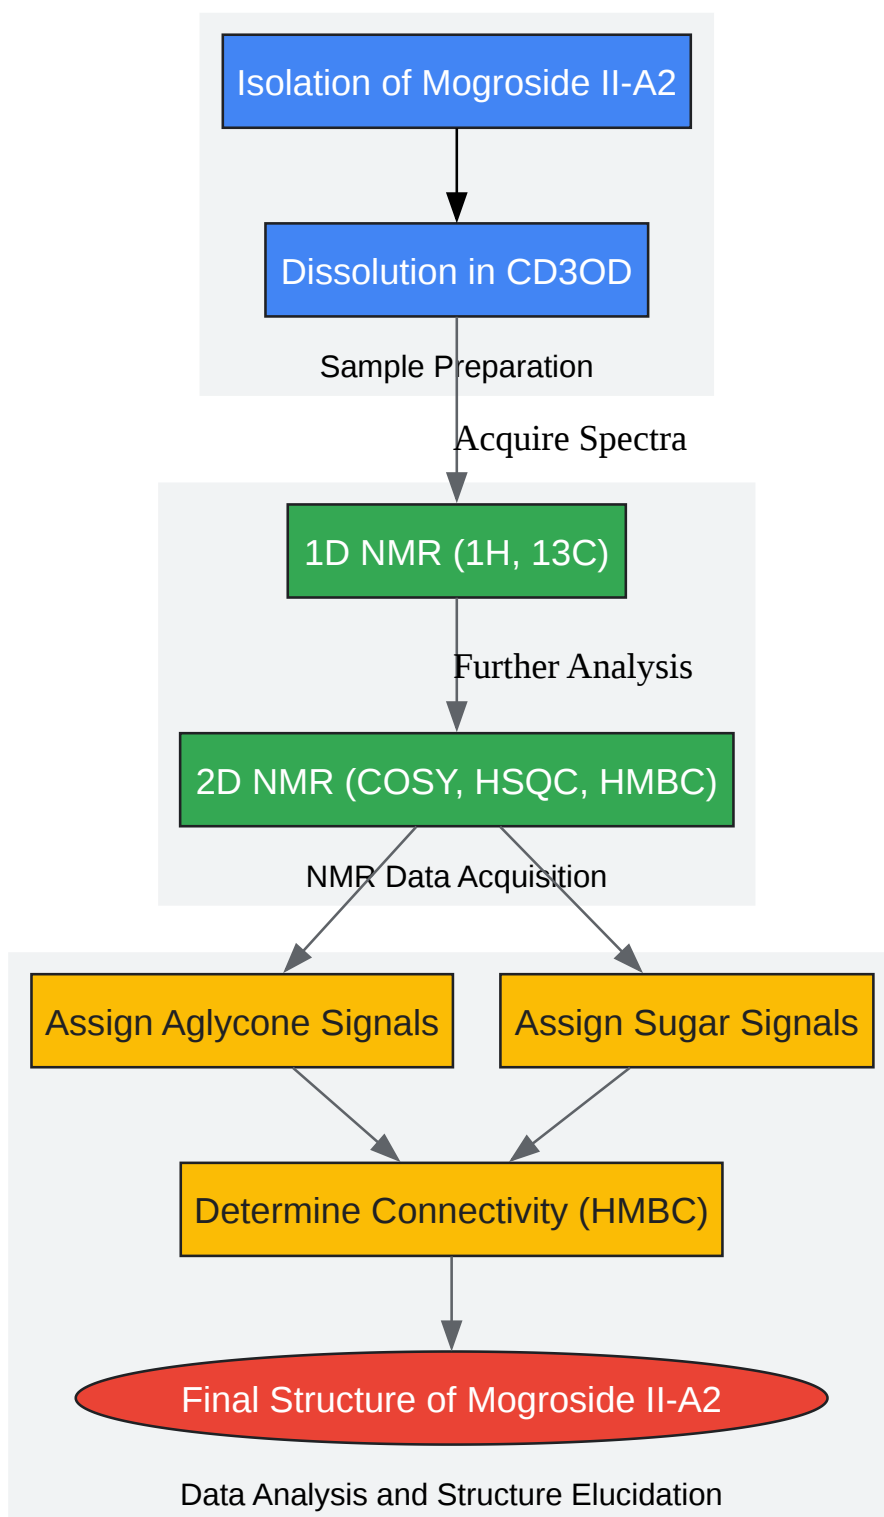 Isolation of Mogroside II-A2
Dissolution in CD3OD
Sample Preparation
Acquire Spectra
1D NMR (1H, 13C)
Further Analysis
2D NMR (COSY, HSQC, HMBC)
NMR Data Acquisition
Assign Aglycone Signals
Assign Sugar Signals
Determine Connectivity (HMBC)
Final Structure of Mogroside II-A2
Data Analysis and Structure Elucidation